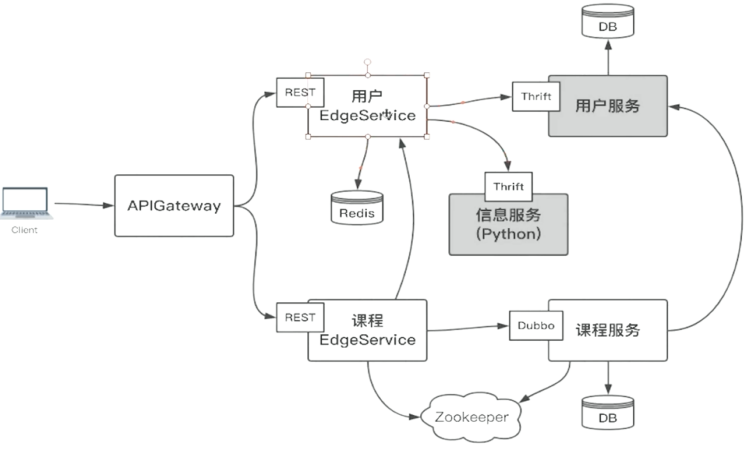 DB
REST
用户
EdgeService
Thrift
用户服务
Thrift
信息服务
(Python)
Client
APIGateway
Redis
REST
课程
EdgeService
Dubbo
课程服务
Zookeeper
DB